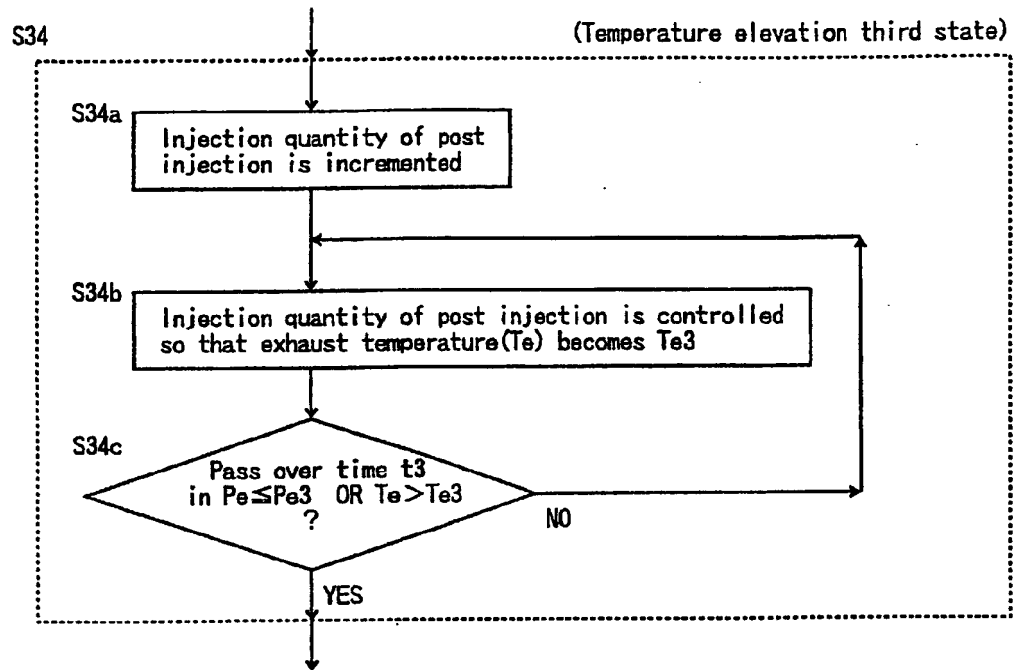 S34
(Temperature elevation third state)
S34a
Injection quantity of post
injection is incremented
S34b
Injection quantity of post injection is controlled
so that exhaust temperature(Te) becomes Te3
S34c
Pass over time t3
in Pe≦Pe3 OR Te>Te3
?
NO
YES